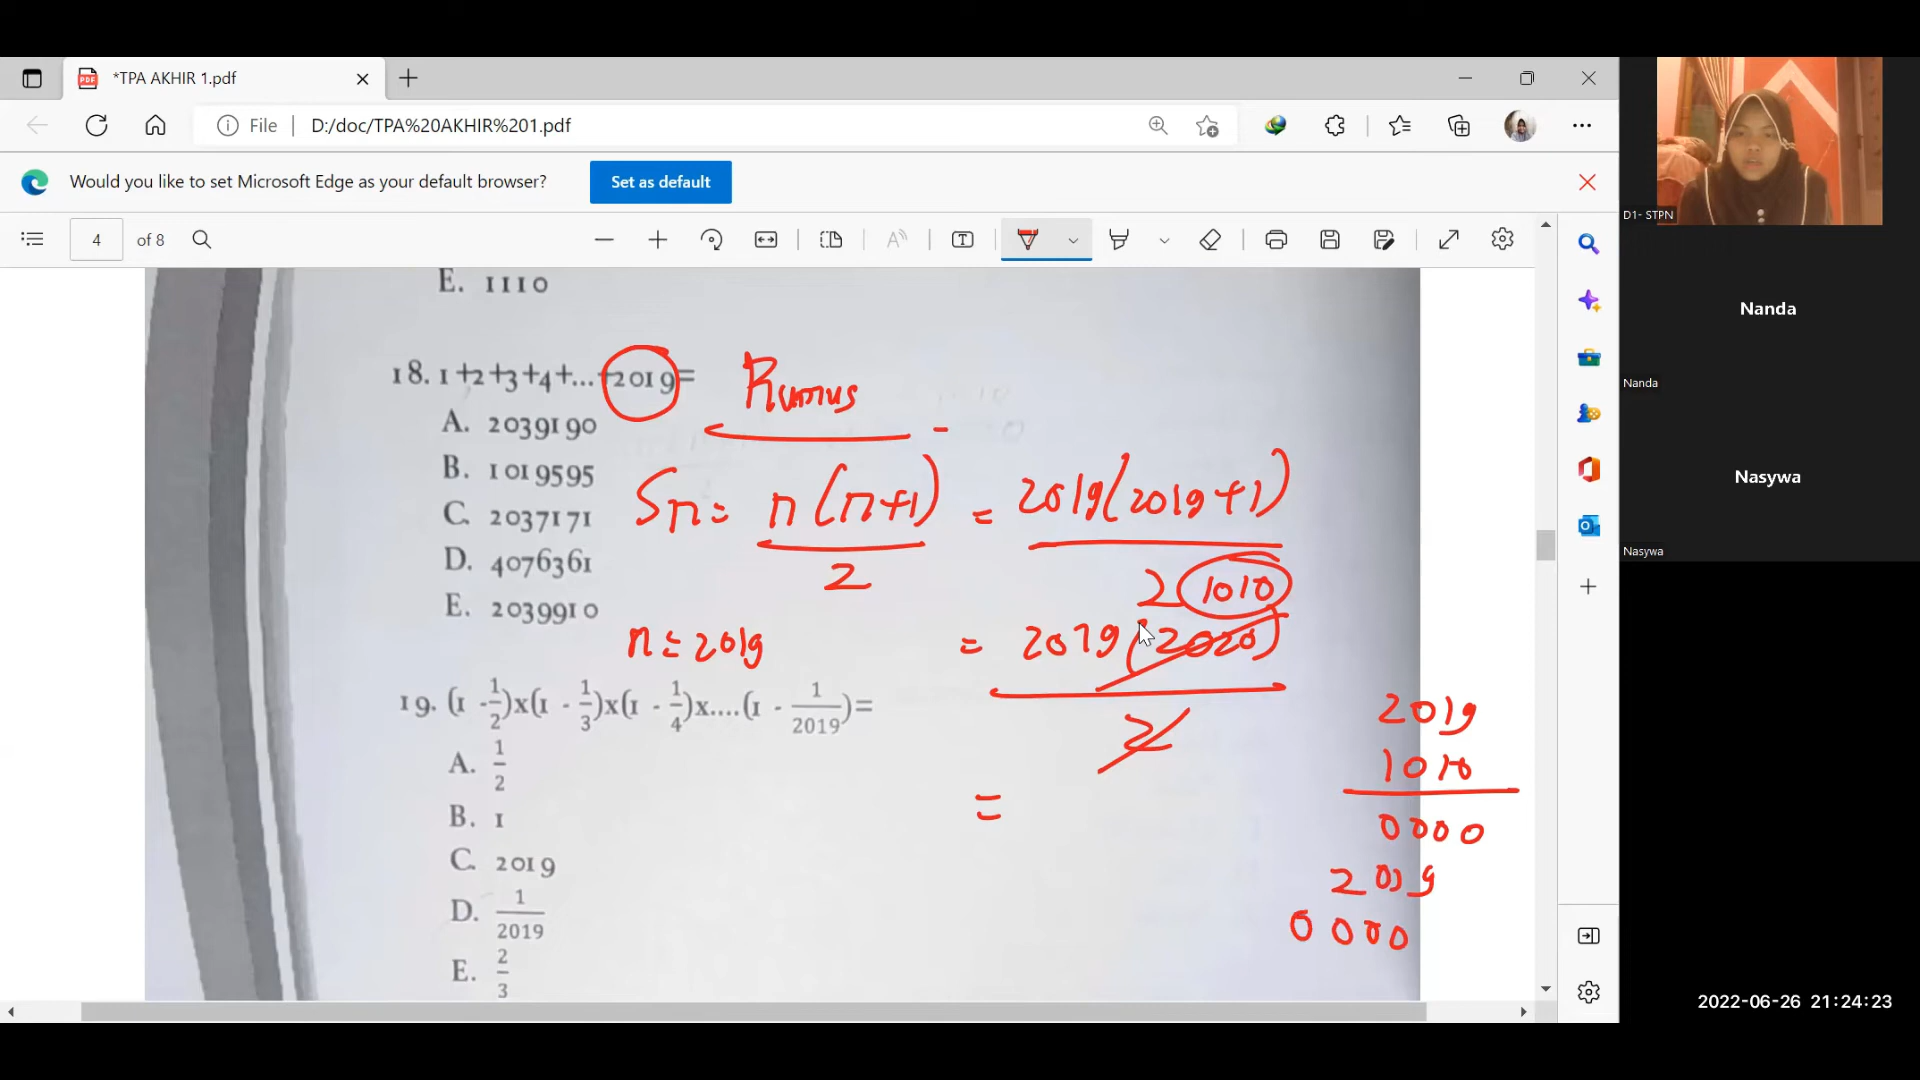 *TPA AKHIR 1.pdf
File
D:/doc/TPA%20AKHIR%201.pdf
Would you like to set Microsoft Edge as your default browser?
Set as default
4 of 8
E. 1110
18. 1+2+3+4+...+2019=
Rumus
A. 2039190
B. 1019595
C. 2037171
D. 4076361
E. 2039910
Sn = n(n+1)/2 = 2019(2019+1)/2
1010
n = 2019
= 2019(2020)/2
=
2019
1010
0000
2019
0000
19. (1 - 1/2)x(1 - 1/3)x(1 - 1/4)x....(1 - 1/2019)=
A. 1/2
B. 1
C. 2019
D. 1/2019
E. 2/3
D1- STPN
Nanda
Nanda
Nasywa
Nasywa
2022-06-26 21:24:23